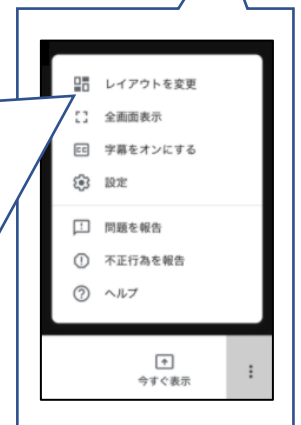 レイアウトを変更
全画面表示
CC 字幕をオンにする
設定
問題を報告
不正行為を報告
ヘルプ
今すぐ表示